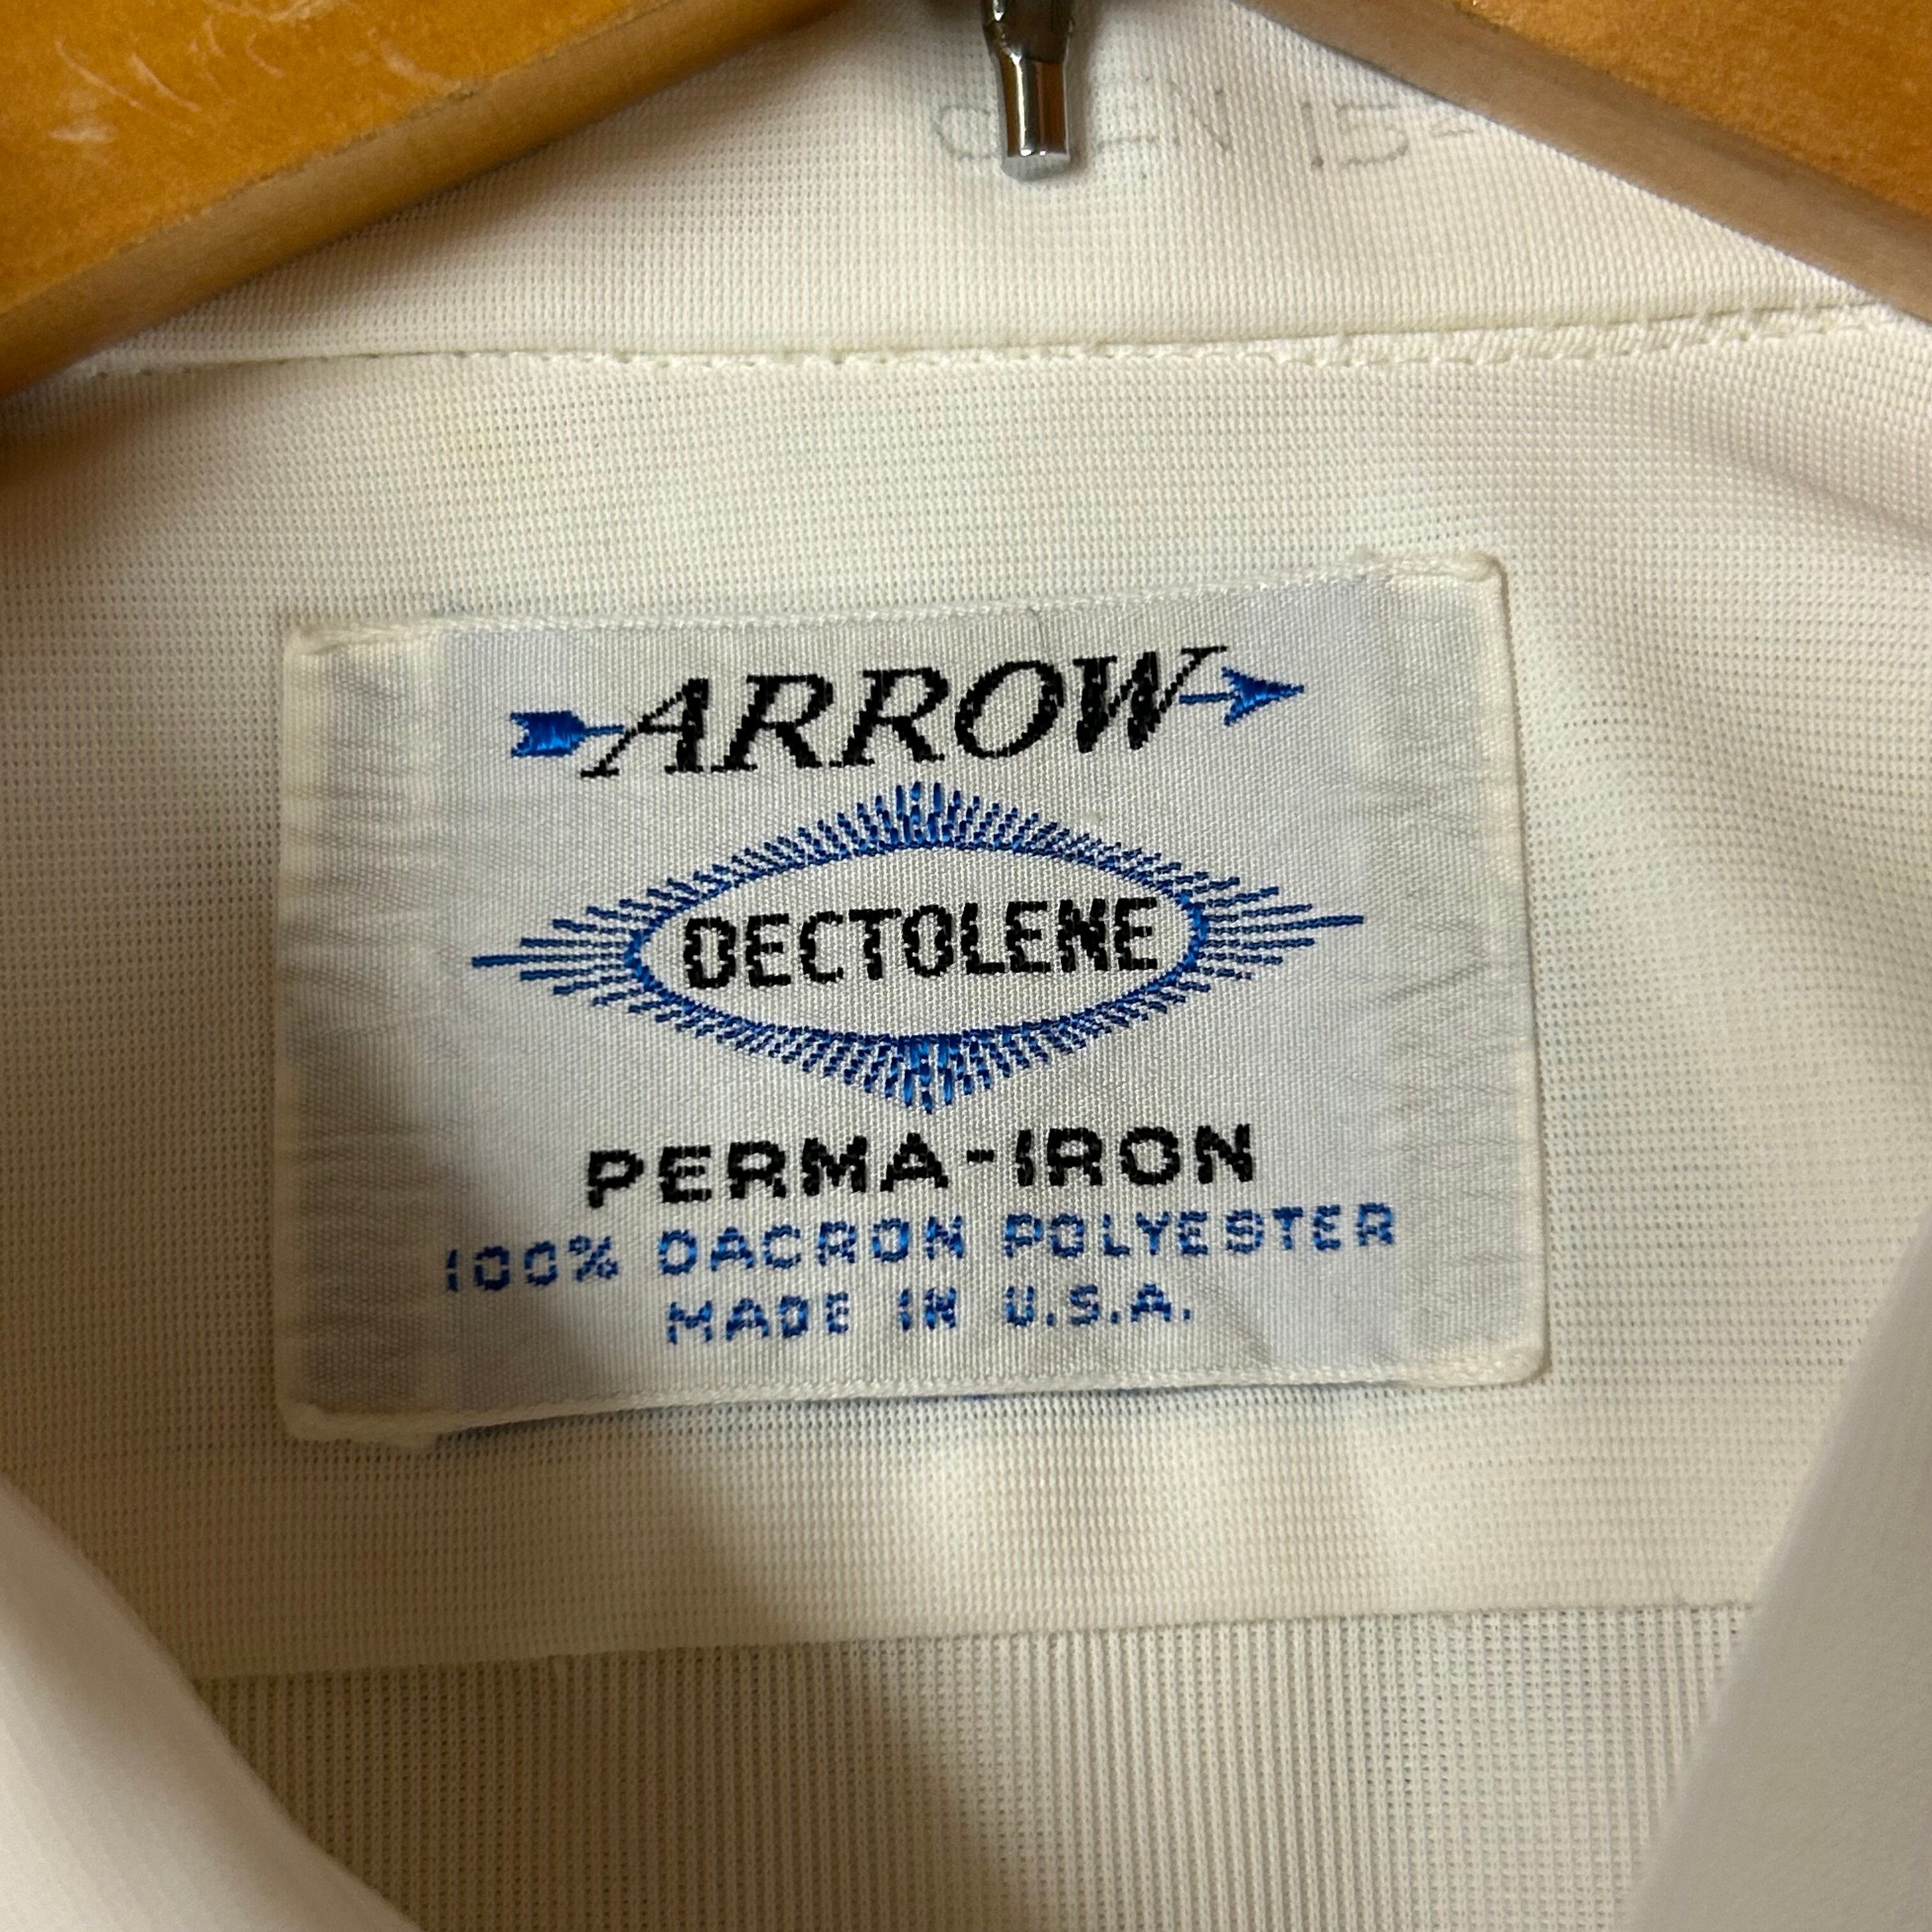 ARROW
DECTOLENE
PERMA-IRON
100% DACRON POLYESTER
MADE IN U.S.A.